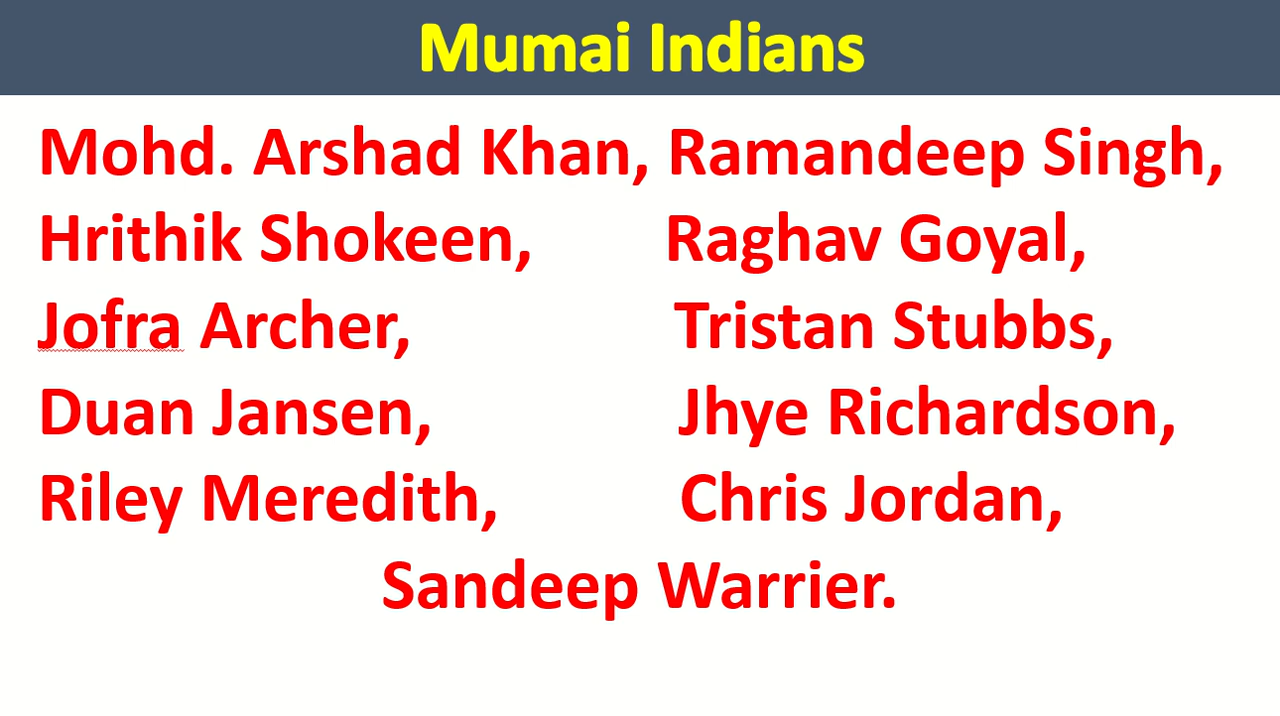 Mumai Indians
Mohd. Arshad Khan, Ramandeep Singh,
Hrithik Shokeen, Raghav Goyal,
Jofra Archer, Tristan Stubbs,
Duan Jansen, Jhye Richardson,
Riley Meredith, Chris Jordan,
Sandeep Warrier.